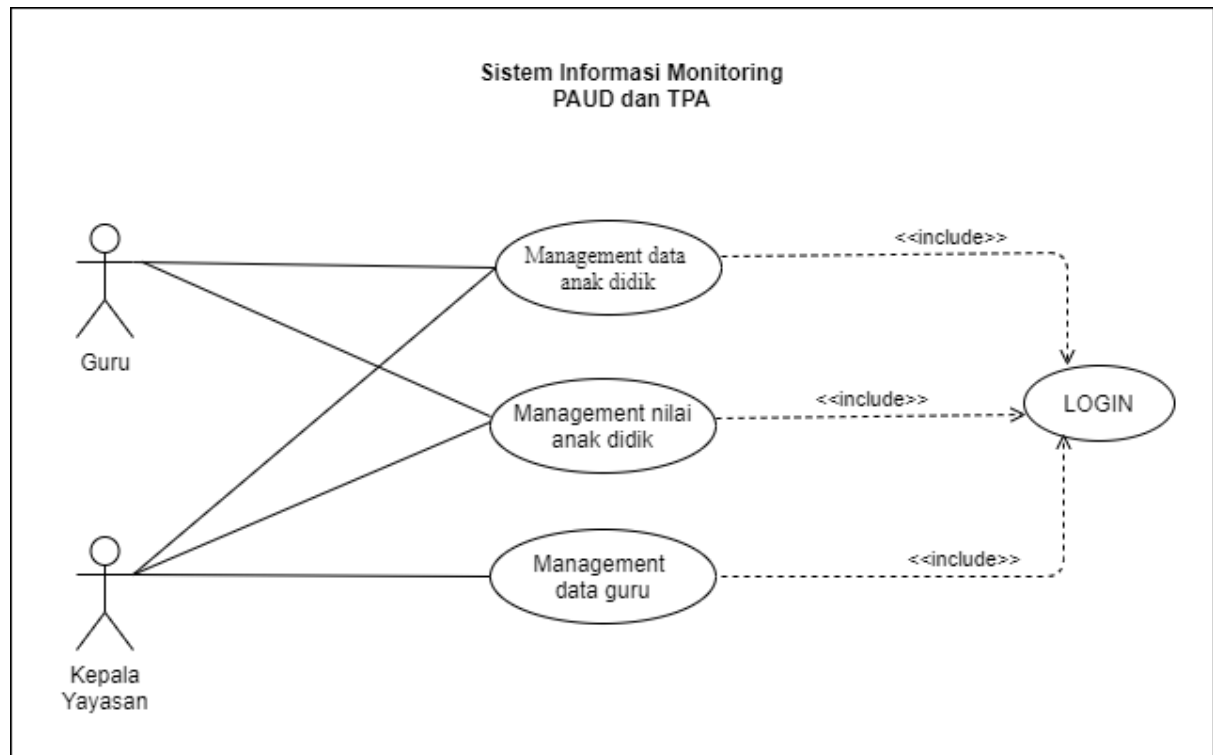 Sistem Informasi Monitoring
PAUD dan TPA
<<include>>
Management data
anak didik
Guru
<<include>>
LOGIN
Management nilai
anak didik
<<include>>
Management
data guru
Kepala
Yayasan